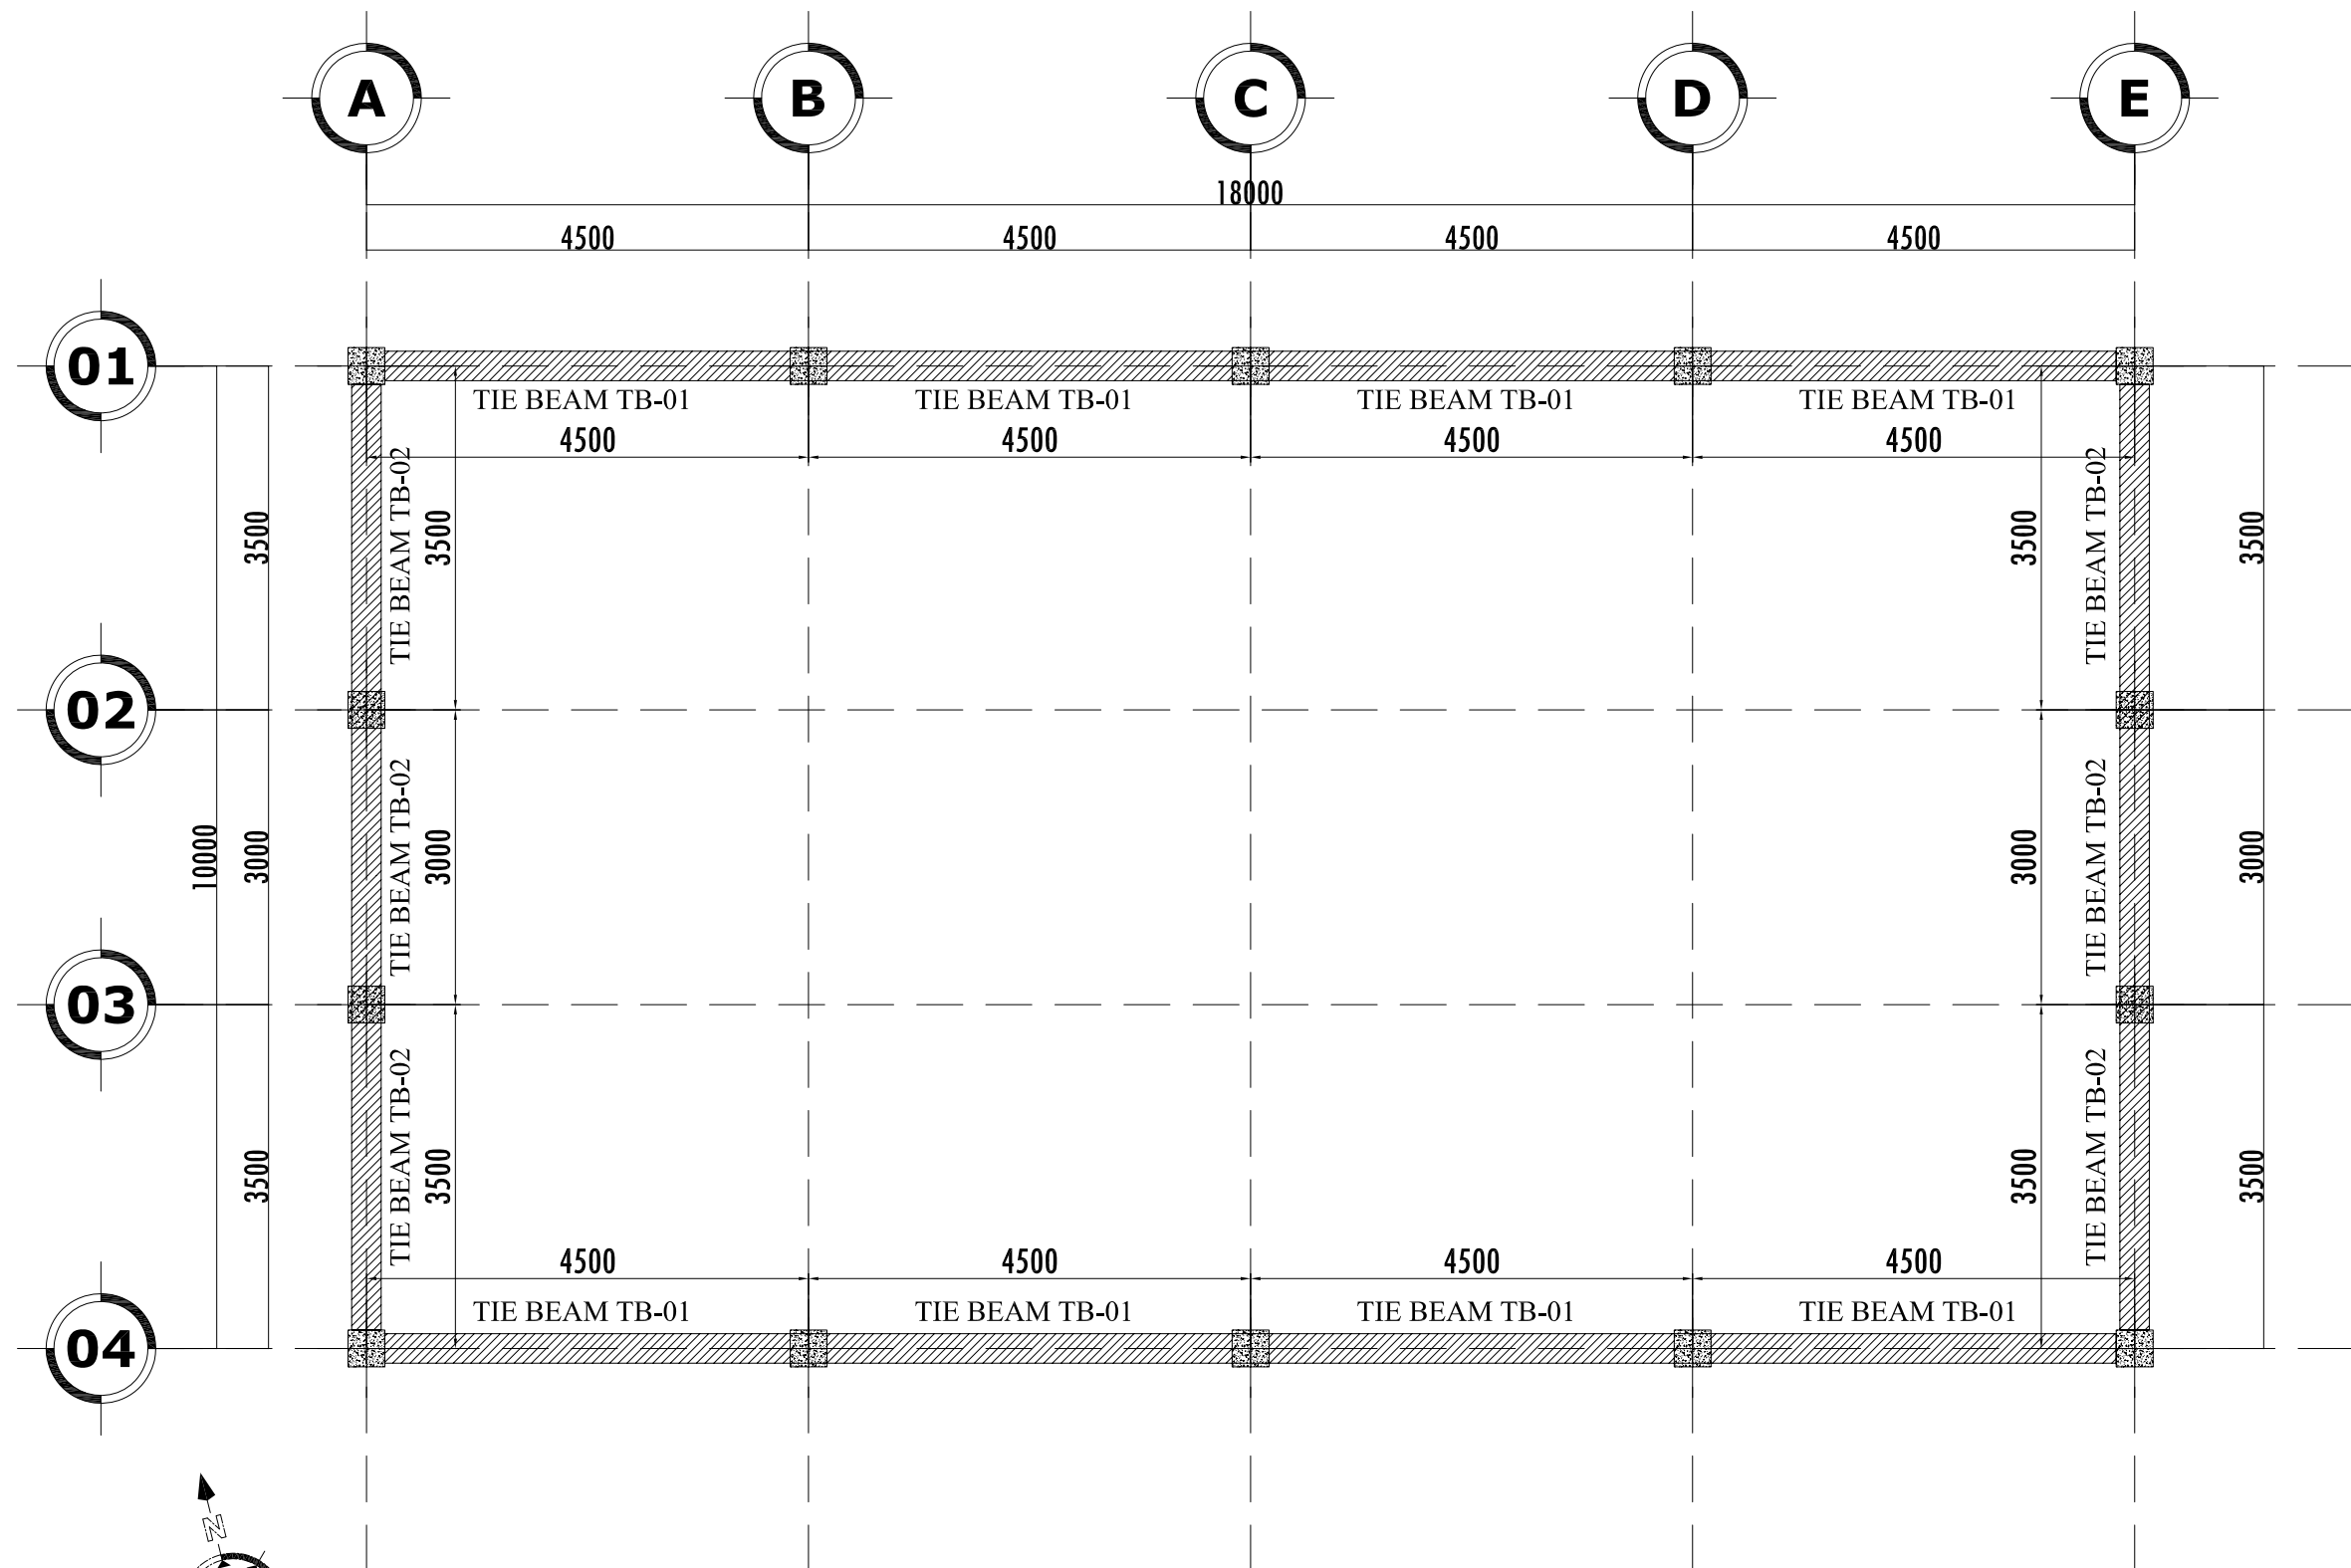 A B C D E
18000
4500 4500 4500 4500
01
TIE BEAM TB-01 TIE BEAM TB-01 TIE BEAM TB-01 TIE BEAM TB-01
4500 4500 4500 4500
3500 TIE BEAM TB-02 3500 3500 TIE BEAM TB-02 3500
02
10000 3000 TIE BEAM TB-02 3000 3000 TIE BEAM TB-02 3000
03
3500 TIE BEAM TB-02 3500 3500 TIE BEAM TB-02 3500
4500 4500 4500 4500
TIE BEAM TB-01 TIE BEAM TB-01 TIE BEAM TB-01 TIE BEAM TB-01
04
N